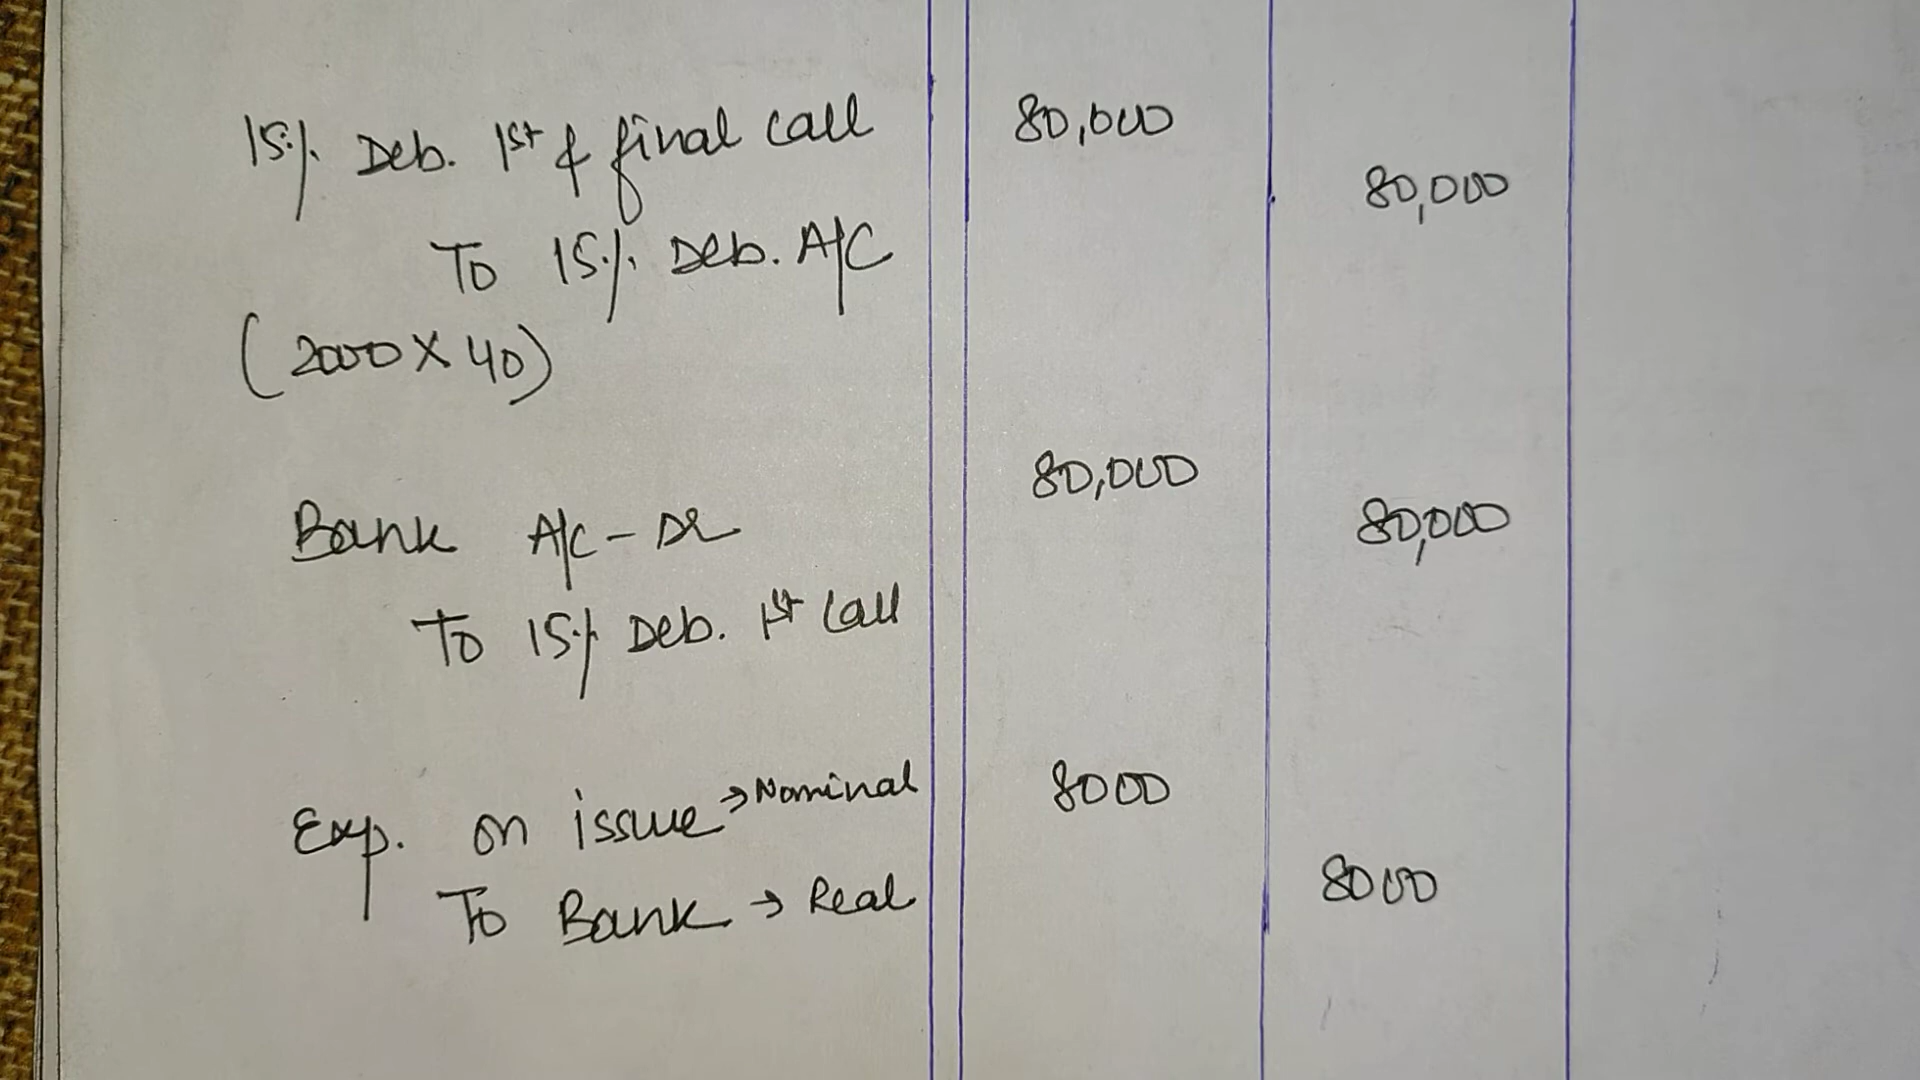 15% Deb. 1st & final call 80,000
80,000
To 15% Deb. A/C
(2000 X 40)
80,000
Bank A/C - Dr 80,000
To 15% Deb. 1st Call
Exp. on issue → Nominal 8000
To Bank → Real 8000